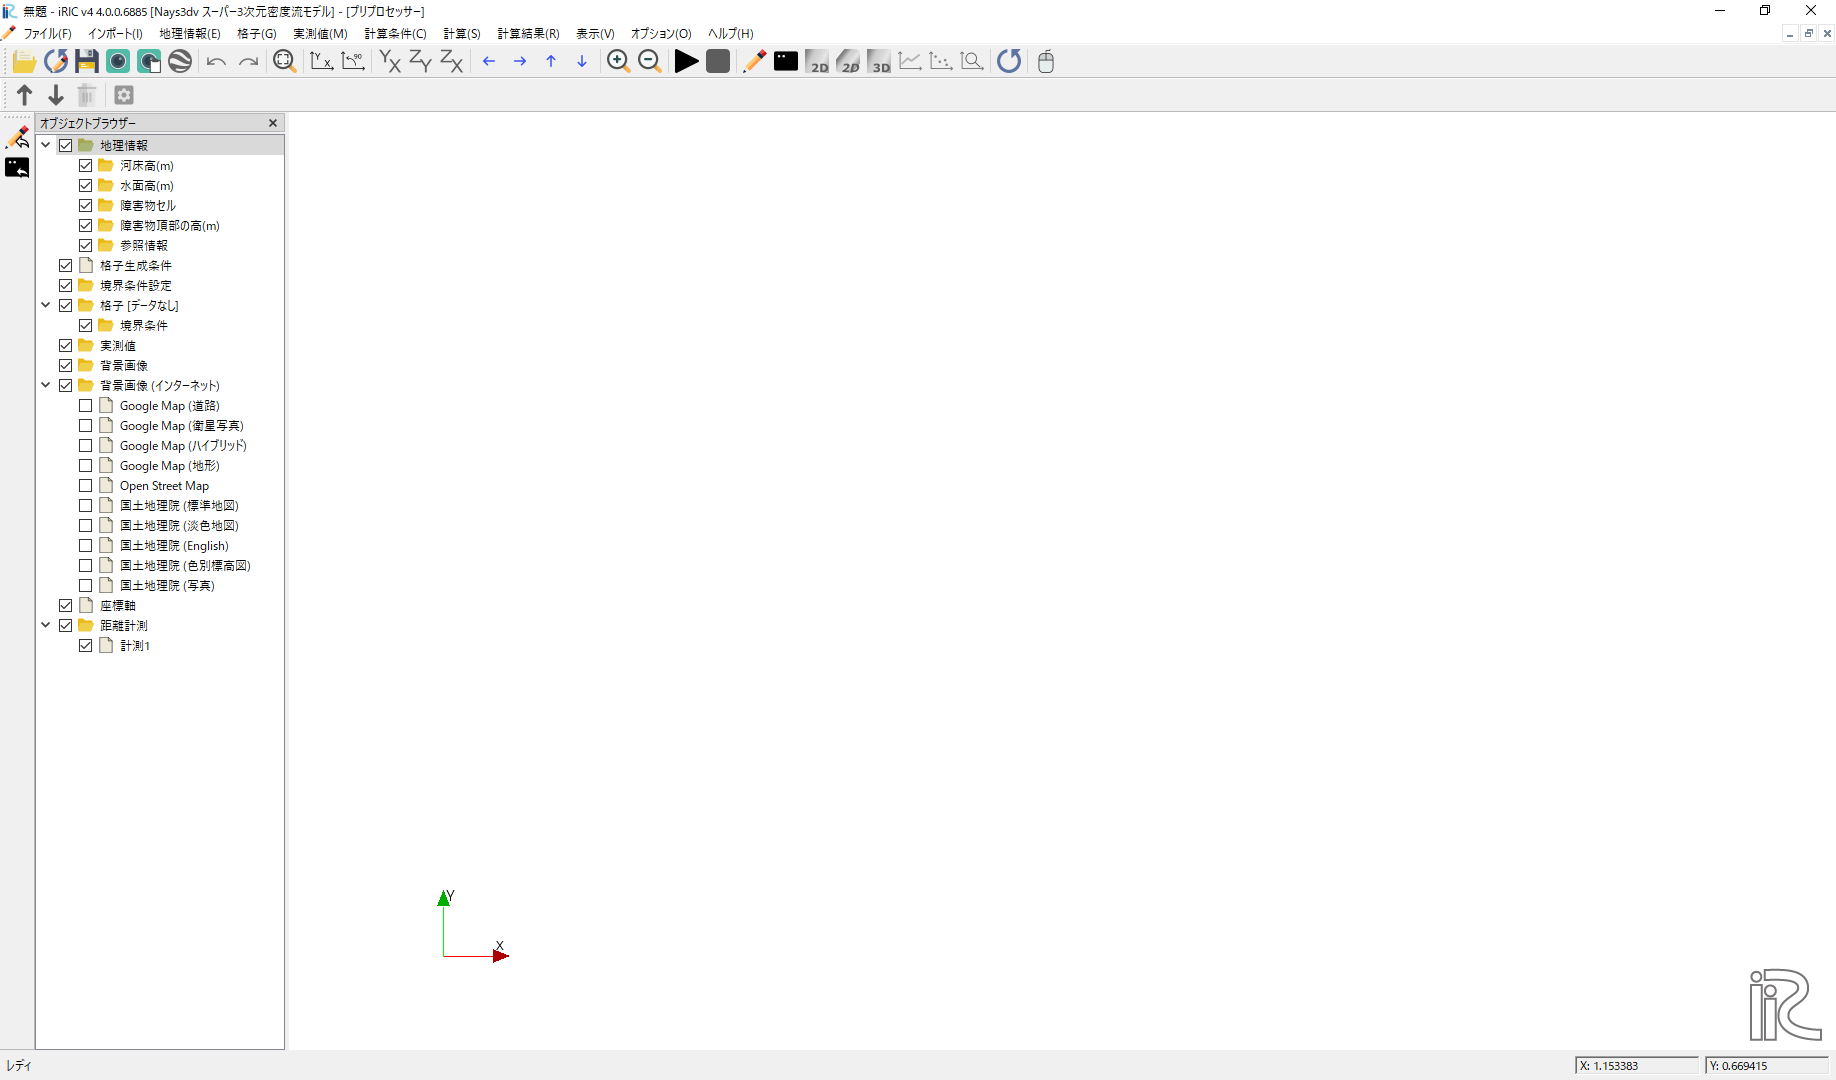 無題 - iRIC v4 4.0.0.6885 [Nays3dv スーパー3次元密度流モデル] - [プリプロセッサー]
ファイル(F) インポート(I) 地理情報(E) 格子(G) 実測値(M) 計算条件(C) 計算(S) 計算結果(R) 表示(V) オプション(O) ヘルプ(H)
Y x 90 YX ZY ZX 2D 2D 3D
オブジェクトブラウザー
地理情報
河床高(m)
水面高(m)
障害物セル
障害物頂部の高(m)
参照情報
格子生成条件
境界条件設定
格子 [データなし]
境界条件
実測値
背景画像
背景画像 (インターネット)
Google Map (道路)
Google Map (衛星写真)
Google Map (ハイブリッド)
Google Map (地形)
Open Street Map
国土地理院 (標準地図)
国土地理院 (淡色地図)
国土地理院 (English)
国土地理院 (色別標高図)
国土地理院 (写真)
座標軸
距離計測
計測1
Y
X
iRIC
レディ
X: 1.153383
Y: 0.669415